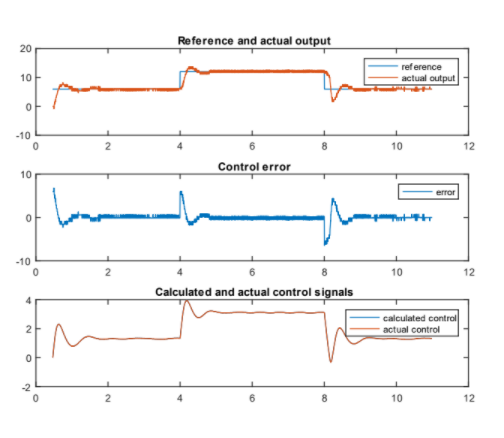 Reference and actual output
20
10
0
-10
reference
actual output
0 2 4 6 8 10 12
Control error
10
0
-10
error
0 2 4 6 8 10 12
Calculated and actual control signals
4
2
0
-2
calculated control
actual control
0 2 4 6 8 10 12